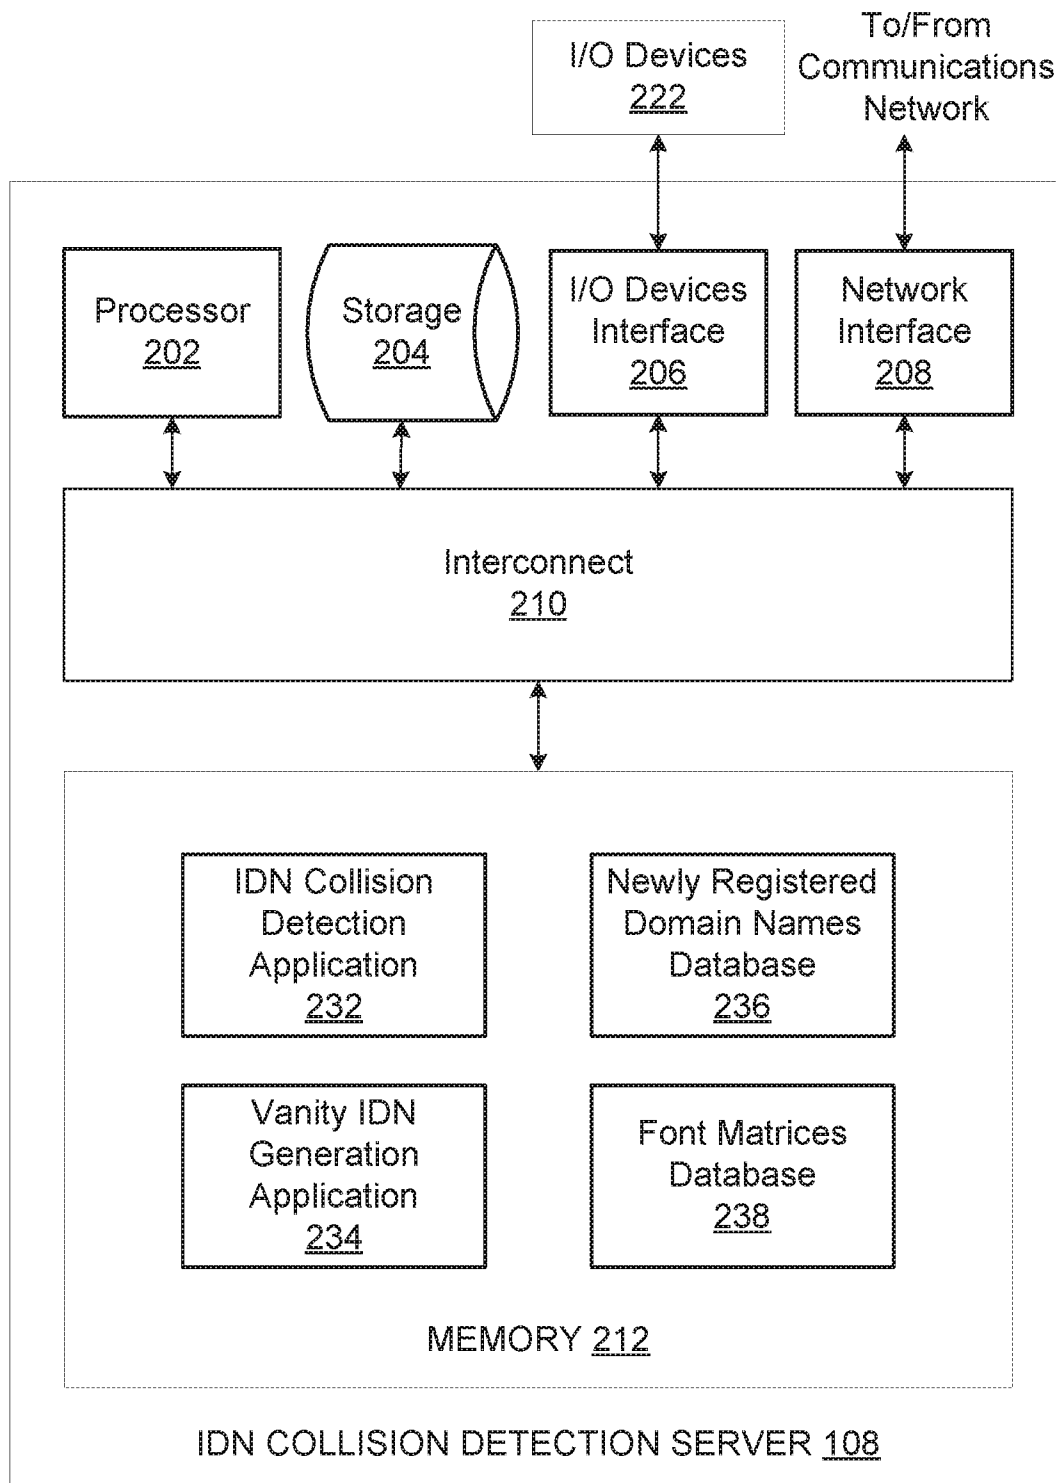 I/O Devices
222
To/From
Communications
Network
Processor
202
Storage
204
I/O Devices
Interface
206
Network
Interface
208
Interconnect
210
IDN Collision
Detection
Application
232
Newly Registered
Domain Names
Database
236
Vanity IDN
Generation
Application
234
Font Matrices
Database
238
MEMORY 212
IDN COLLISION DETECTION SERVER 108